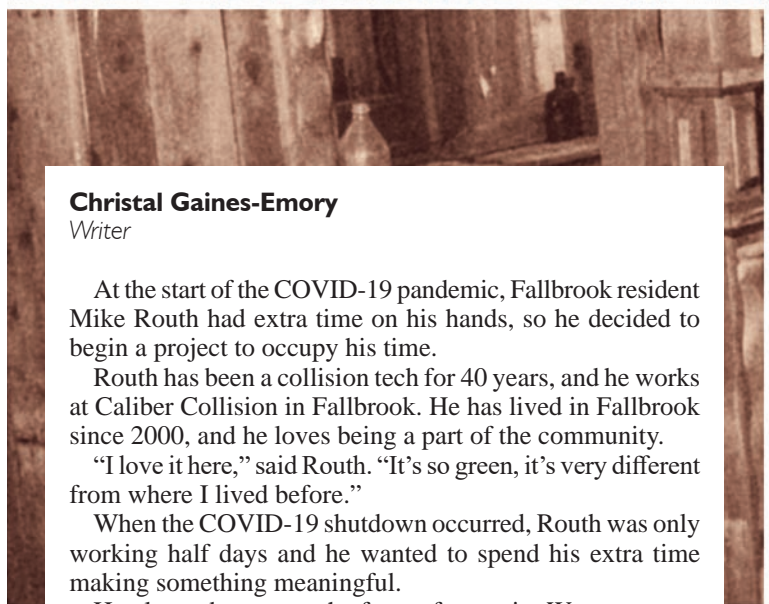 Christal Gaines-Emory
Writer
At the start of the COVID-19 pandemic, Fallbrook resident
Mike Routh had extra time on his hands, so he decided to
begin a project to occupy his time.
Routh has been a collision tech for 40 years, and he works
at Caliber Collision in Fallbrook. He has lived in Fallbrook
since 2000, and he loves being a part of the community.
“I love it here,” said Routh. “It’s so green, it’s very different
from where I lived before.”
When the COVID-19 shutdown occurred, Routh was only
working half days and he wanted to spend his extra time
making something meaningful.